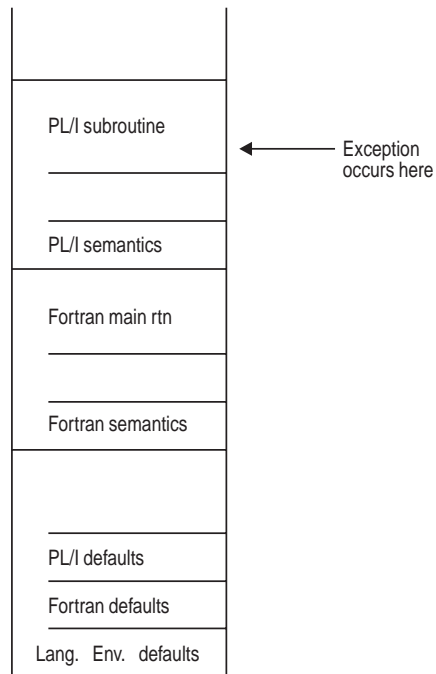 PL/I subroutine
Exception
occurs here
PL/I semantics
Fortran main rtn
Fortran semantics
PL/I defaults
Fortran defaults
Lang. Env. defaults